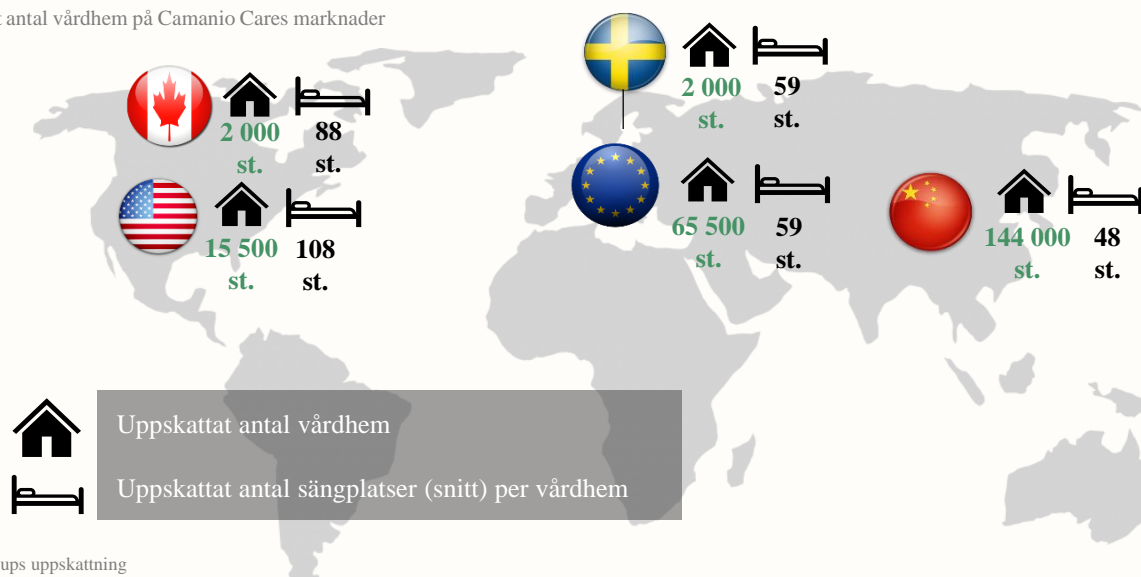 antal vårdhem på Camanio Cares marknader
2 000
st.
88
st.
2 000
st.
59
st.
15 500
st.
108
st.
65 500
st.
59
st.
144 000
st.
48
st.
Uppskattat antal vårdhem
Uppskattat antal sängplatser (snitt) per vårdhem
uppskattning